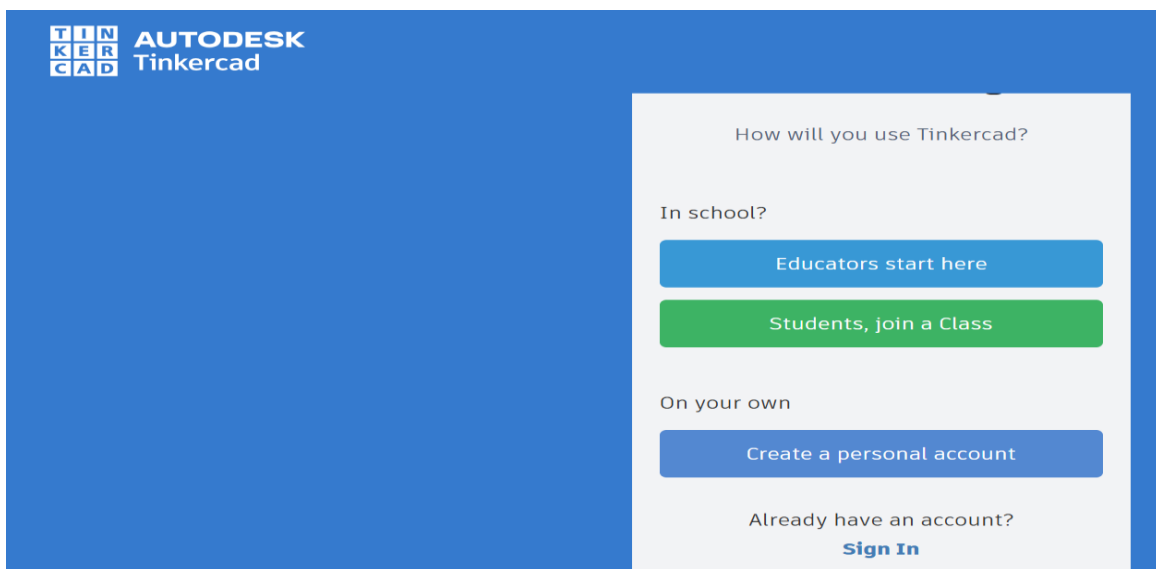 TIN
KER
CAD
AUTODESK
Tinkercad
How will you use Tinkercad?
In school?
Educators start here
Students, join a Class
On your own
Create a personal account
Already have an account?
Sign In